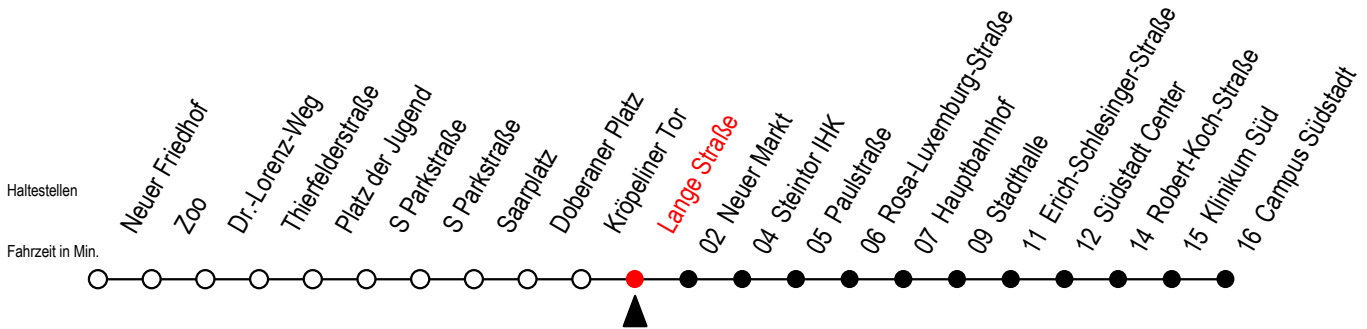 Haltestellen
Fahrzeit in Min.
Neuer Friedhof
Zoo
Dr.-Lorenz-Weg
Thierfelderstraße
Platz der Jugend
S Parkstraße
S Parkstraße
Saarplatz
Doberaner Platz
Kröpeliner Tor
Lange Straße
02 Neuer Markt
04 Steintor IHK
05 Paulstraße
06 Rosa-Luxemburg-Straße
07 Hauptbahnhof
09 Stadthalle
11 Erich-Schlesinger-Straße
12 Südstadt Center
14 Robert-Koch-Straße
15 Klinikum Süd
16 Campus Südstadt